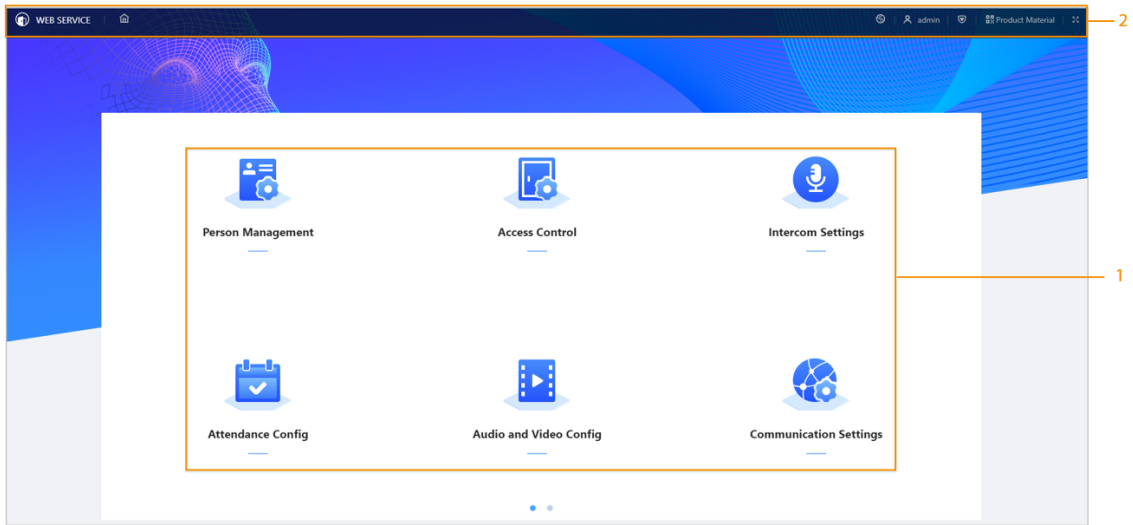 WEB SERVICE
admin
Product Material
2
Person Management
Access Control
Intercom Settings
1
Attendance Config
Audio and Video Config
Communication Settings